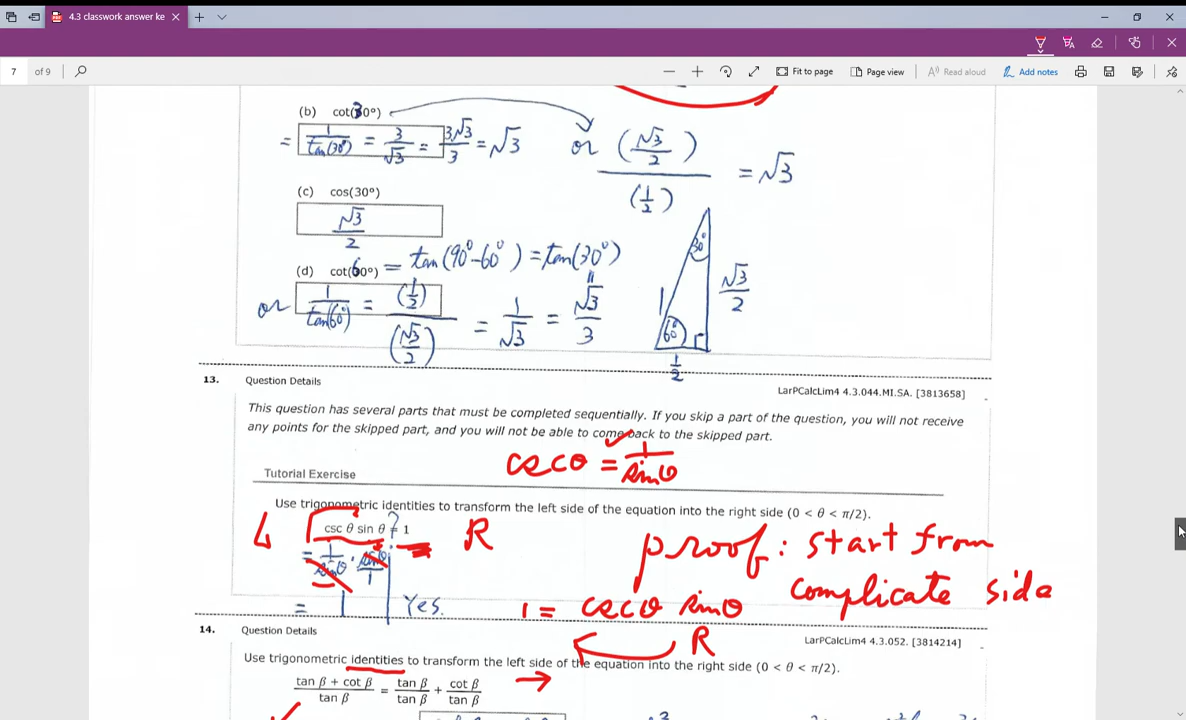 4.3 classwork answer ke
7 of 9
Fit to page
Page view
Read aloud
Add notes
(b) cot(30°)
= 1/tan(30°) = 3/√3 = 3√3/3 = √3 or (√3/2)/(1/2) = √3
(c) cos(30°)
√3/2
(d) cot(60°) = tan(90°-60°) = tan(30°)
or 1/tan(60°) = (1/2)/(√3/2) = 1/√3 = √3/3
30°
1
√3/2
60°
1/2
13. Question Details
LarPCalcLim4 4.3.044.MI.SA. [3813658]
This question has several parts that must be completed sequentially. If you skip a part of the question, you will not receive
any points for the skipped part, and you will not be able to come back to the skipped part.
cscθ = 1/sinθ
Tutorial Exercise
Use trigonometric identities to transform the left side of the equation into the right side (0 < θ < π/2).
L csc θ sin θ = 1 R
?
= 1/sinθ · sinθ/1
= 1 Yes.
proof: start from
complicate side
1 = cscθ sinθ
R
14. Question Details
LarPCalcLim4 4.3.052. [3814214]
Use trigonometric identities to transform the left side of the equation into the right side (0 < θ < π/2).
tan β + cot β / tan β = tan β / tan β + cot β / tan β